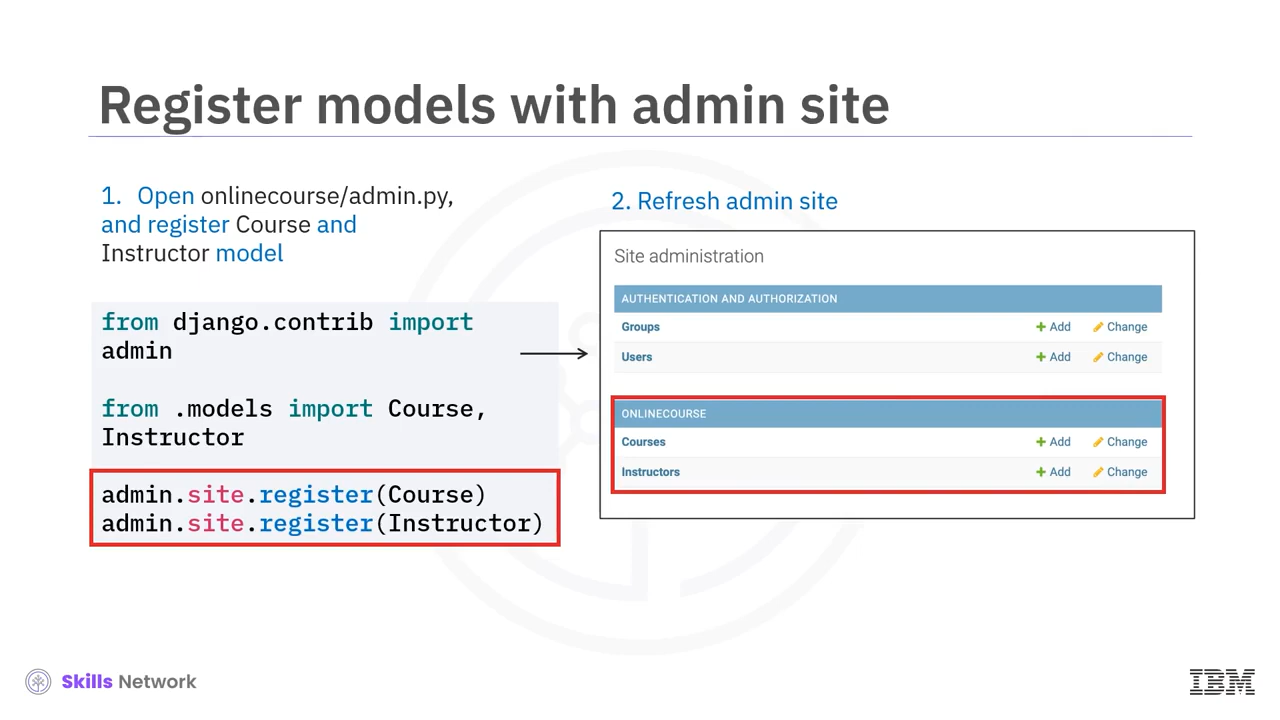 Register models with admin site
1. Open onlinecourse/admin.py,
and register Course and
Instructor model
from django.contrib import
admin
from .models import Course,
Instructor
admin.site.register(Course)
admin.site.register(Instructor)
2. Refresh admin site
Site administration
AUTHENTICATION AND AUTHORIZATION
Groups Add Change
Users Add Change
ONLINECOURSE
Courses Add Change
Instructors Add Change
Skills Network
IBM